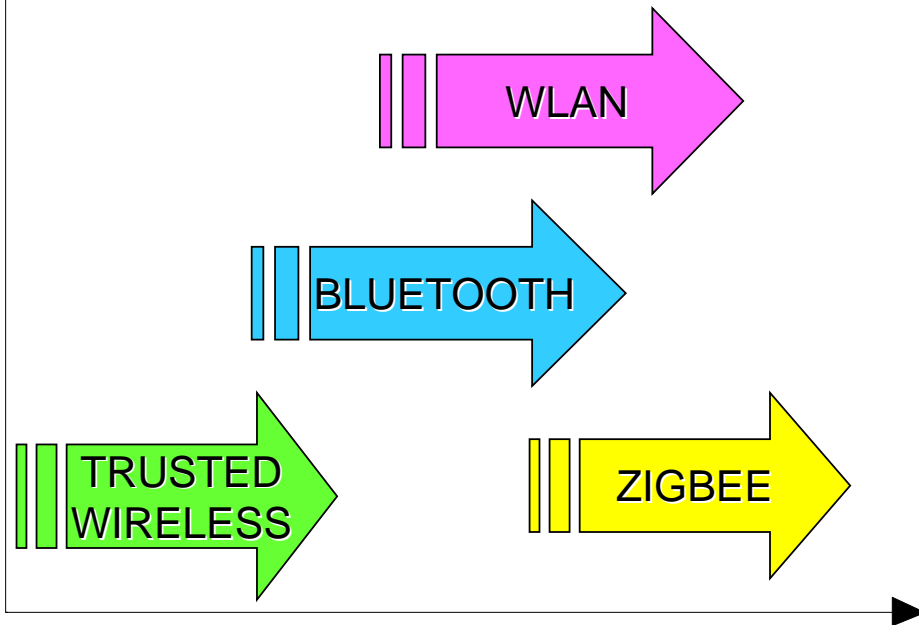 WLAN
BLUETOOTH
TRUSTED
WIRELESS
ZIGBEE